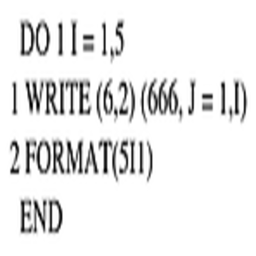 DO 1 I = 1,5
1 WRITE (6,2) (666, J = 1,I)
2 FORMAT(5I1)
END